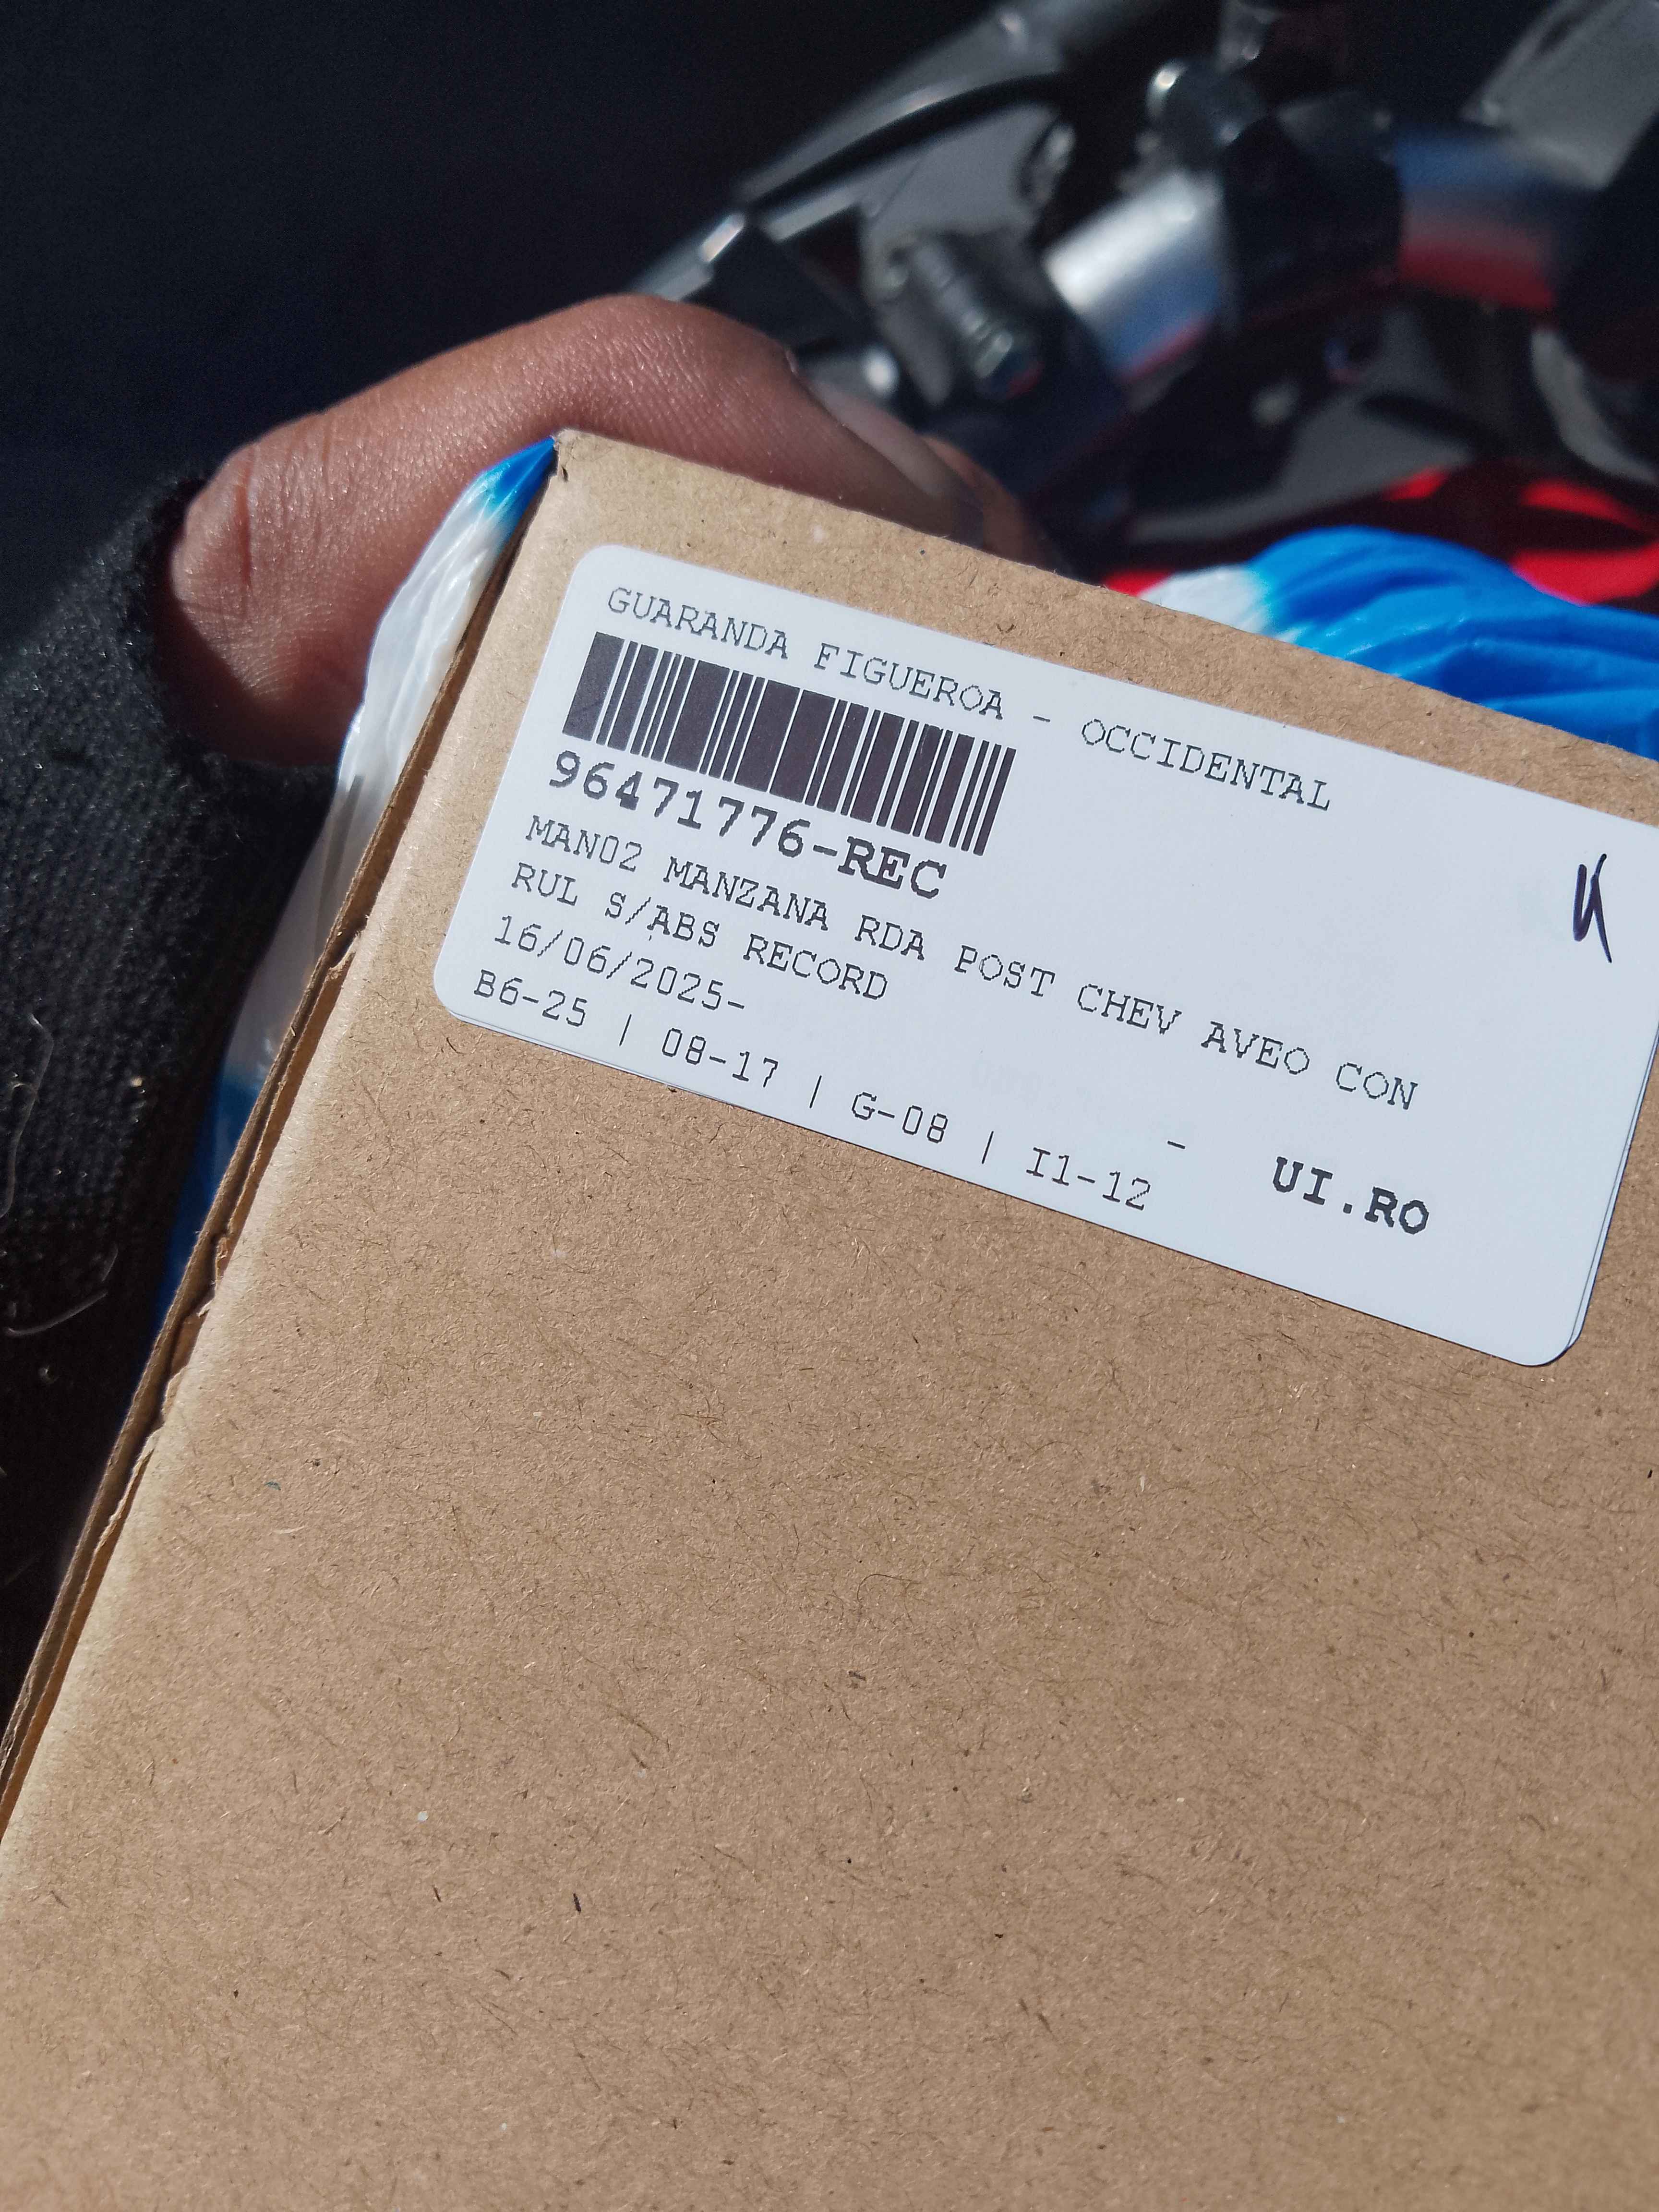 GUARANDA FIGUEROA - OCCIDENTAL
96471776-REC
MAN02 MANZANA RDA POST CHEV AVEO CON
RUL S/ABS RECORD
16/06/2025- - UI.RO
B6-25 | 08-17 | G-08 | I1-12